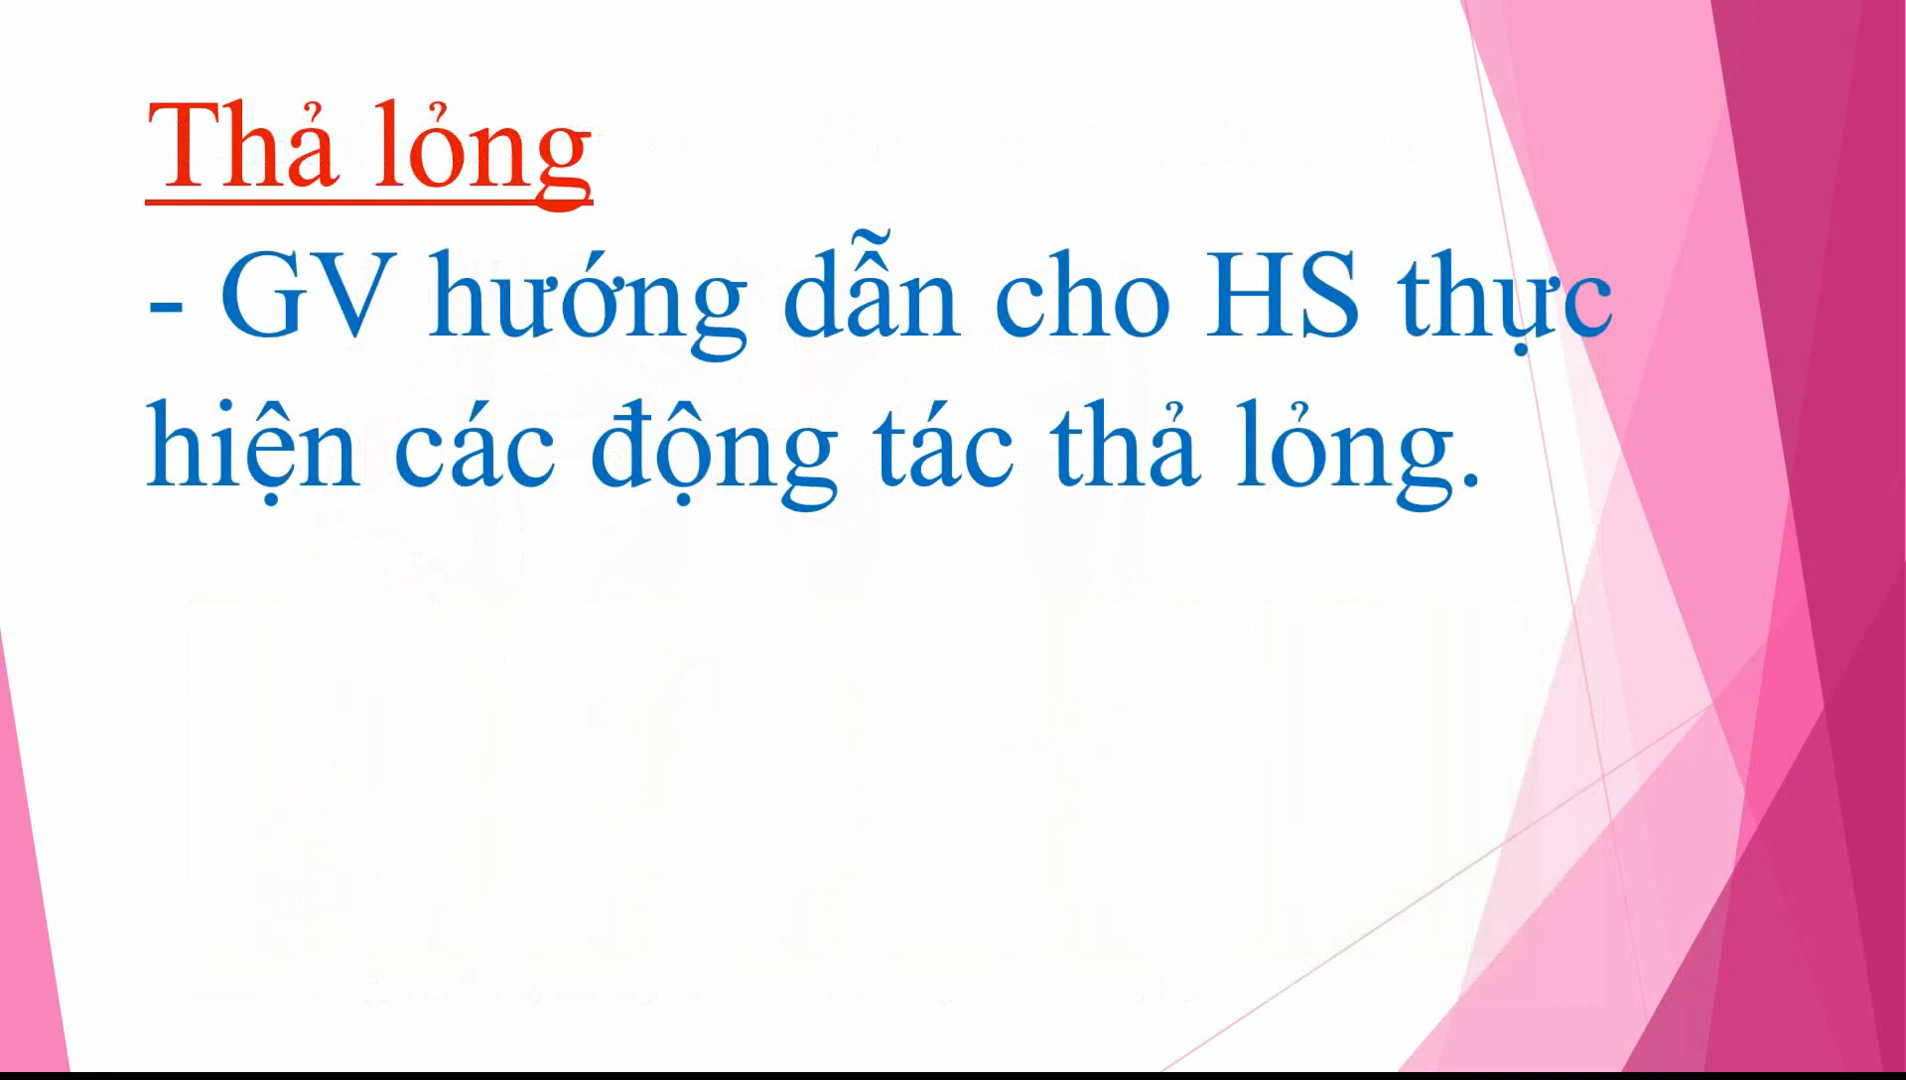 Thả lỏng
- GV hướng dẫn cho HS thực
hiện các động tác thả lỏng.